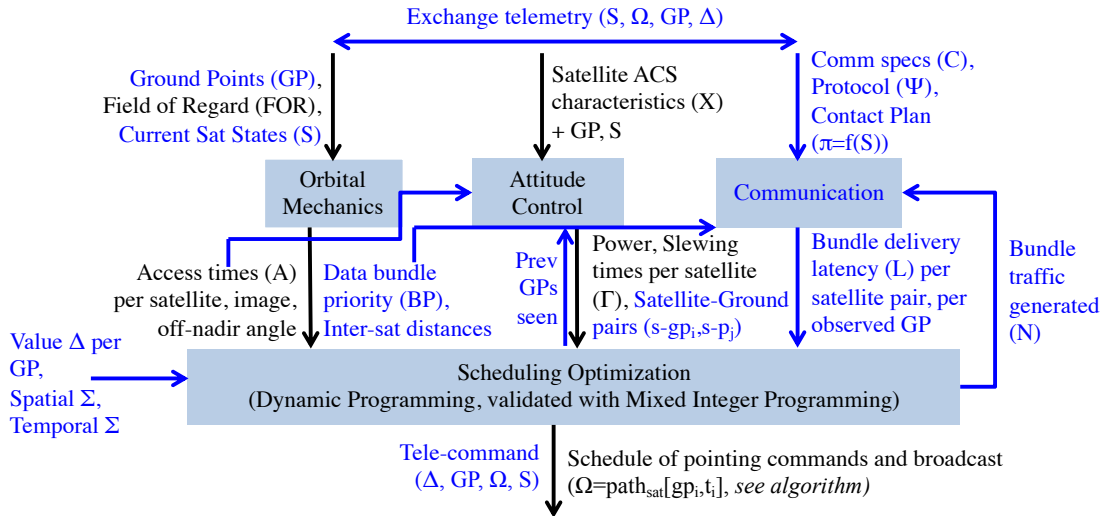 Exchange telemetry (S, Ω, GP, Δ)
Ground Points (GP),
Field of Regard (FOR),
Current Sat States (S)
Satellite ACS
characteristics (X)
+ GP, S
Comm specs (C),
Protocol (Ψ),
Contact Plan
(π=f(S))
Orbital
Mechanics
Attitude
Control
Communication
Access times (A)
per satellite, image,
off-nadir angle
Data bundle
priority (BP),
Inter-sat distances
Prev
GPs
seen
Power, Slewing
times per satellite
(Γ), Satellite-Ground
pairs (s-gpi,s-pj)
Bundle delivery
latency (L) per
satellite pair, per
observed GP
Bundle
traffic
generated
(N)
Value Δ per
GP,
Spatial Σ,
Temporal Σ
Scheduling Optimization
(Dynamic Programming, validated with Mixed Integer Programming)
Tele-command
(Δ, GP, Ω, S)
Schedule of pointing commands and broadcast
(Ω=pathsat[gpi,ti], see algorithm)